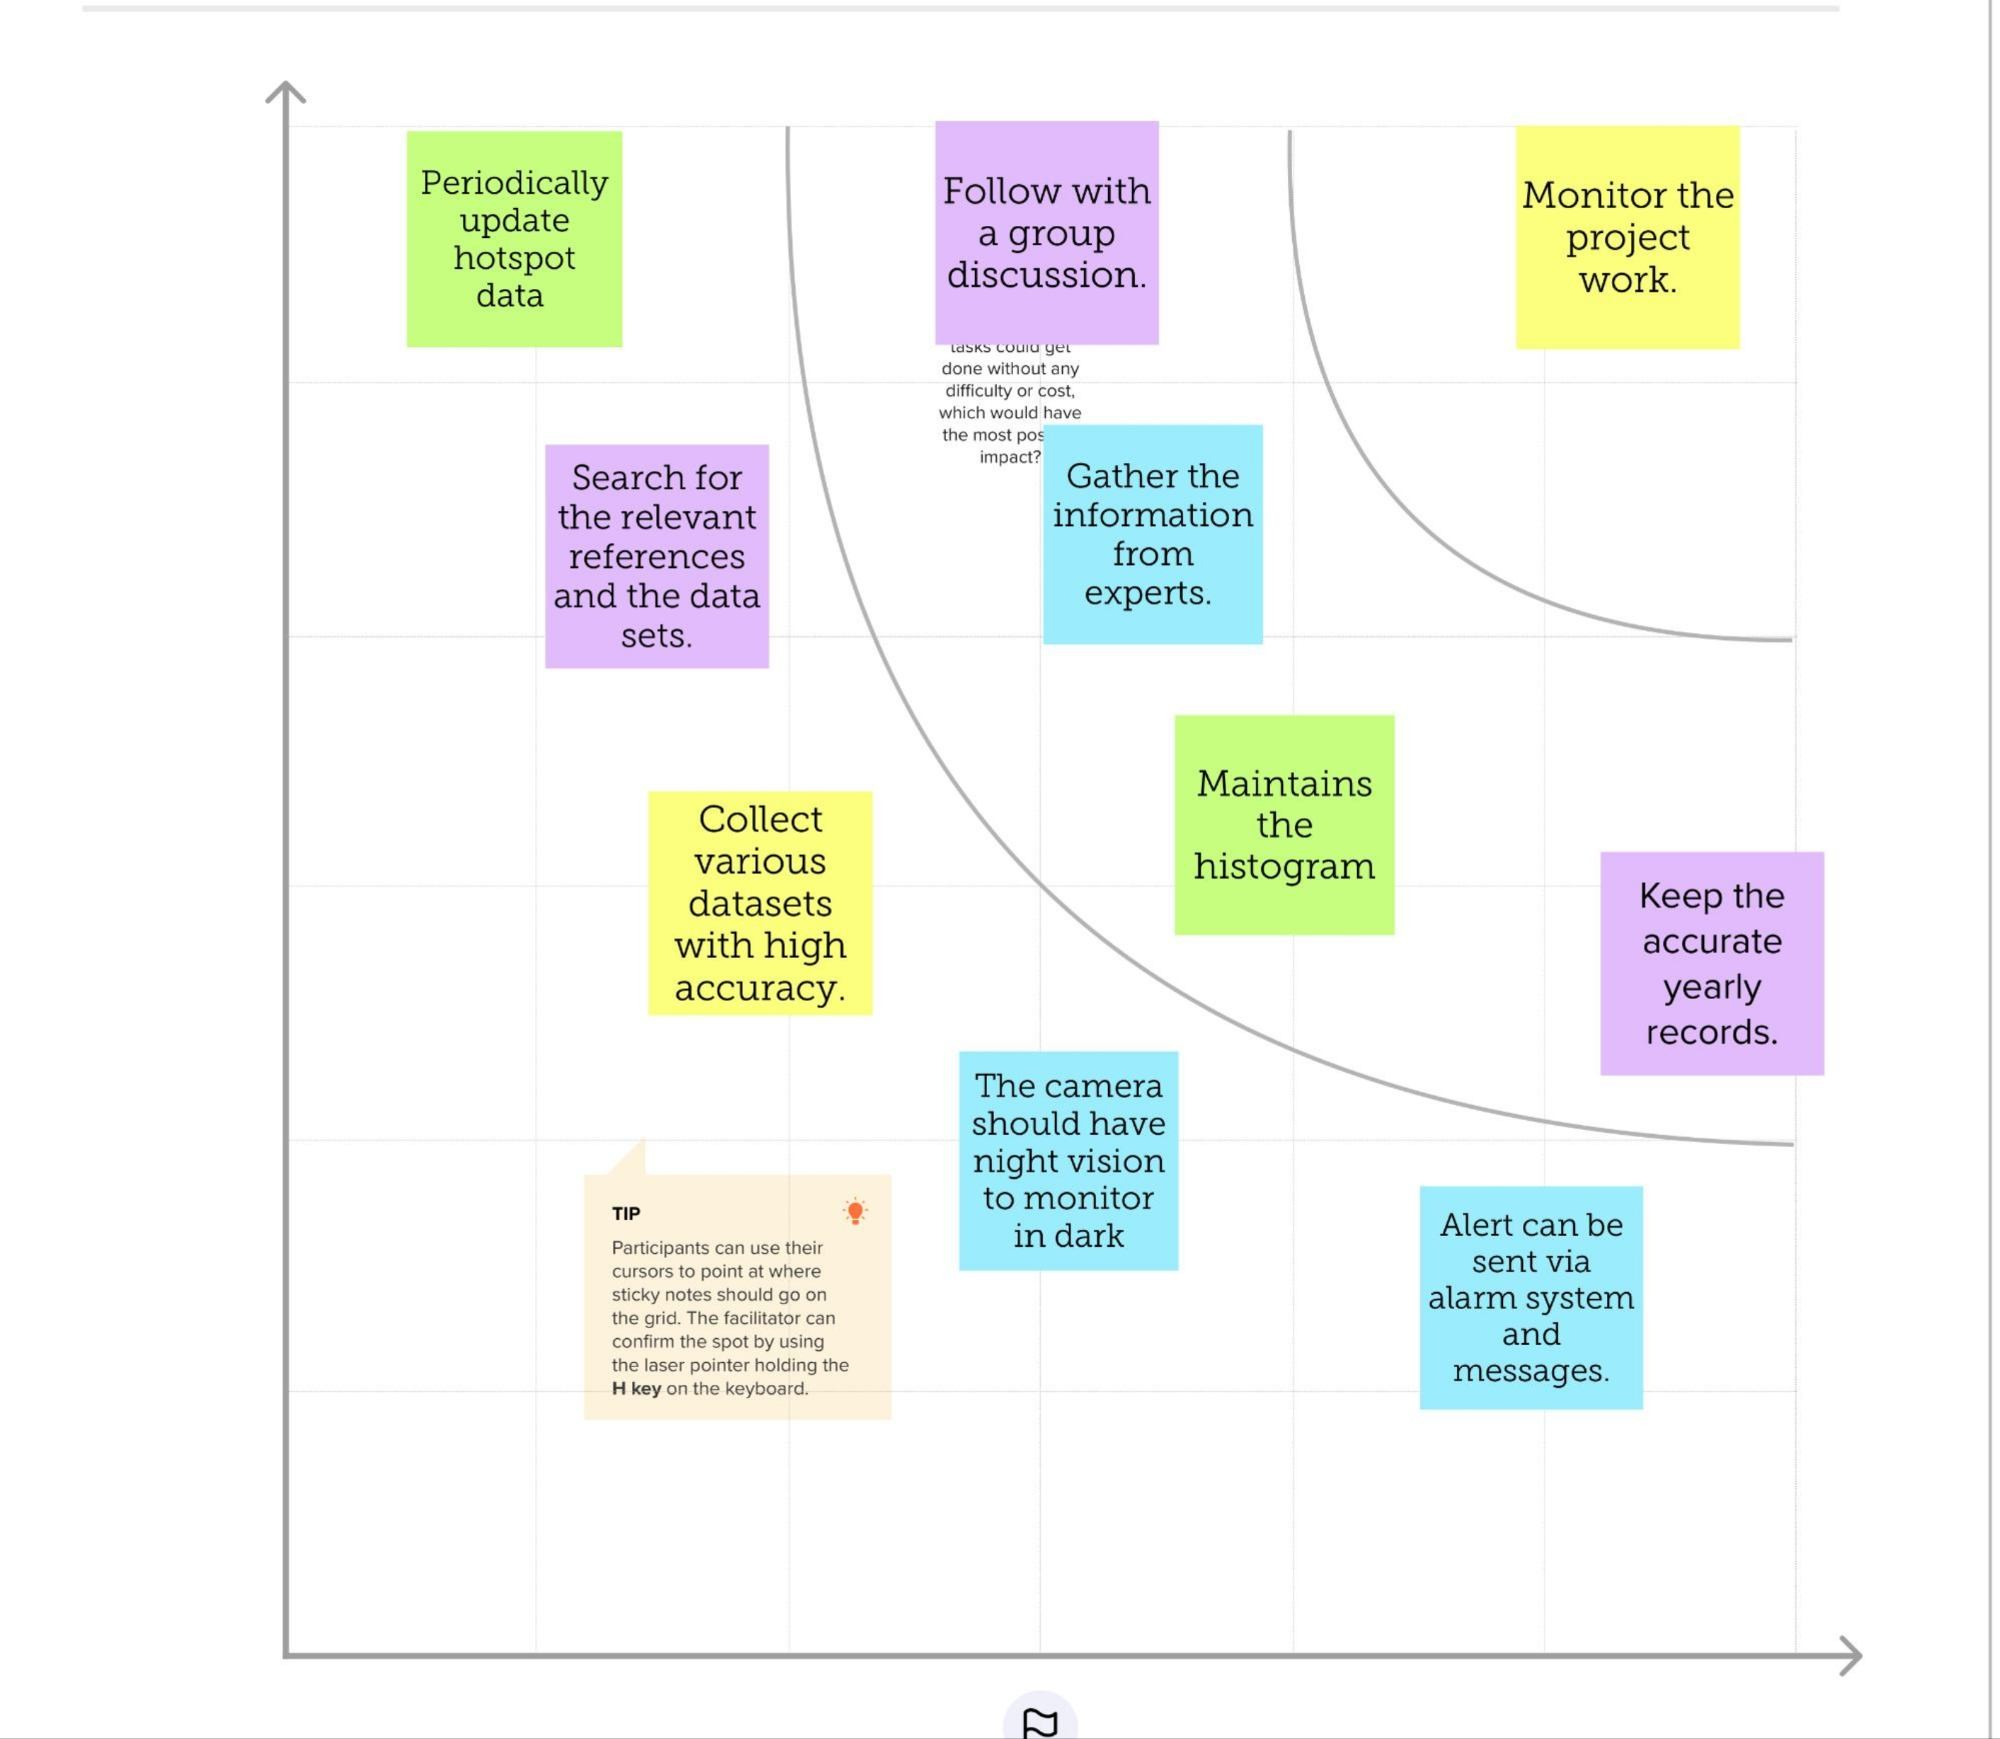 Periodically
update
hotspot
data
Follow with
a group
discussion.
Monitor the
project
work.
tasks could get
done without any
difficulty or cost,
which would have
the most
impact?
Search for
the relevant
references
and the data
sets.
Gather the
information
from
experts.
Maintains
the
histogram
Collect
various
datasets
with high
accuracy.
Keep the
accurate
yearly
records.
The camera
should have
night vision
to monitor
in dark
TIP
Participants can use their
cursors to point at where
sticky notes should go on
the grid. The facilitator can
confirm the spot by using
the laser pointer holding the
H key on the keyboard.
Alert can be
sent via
alarm system
and
messages.